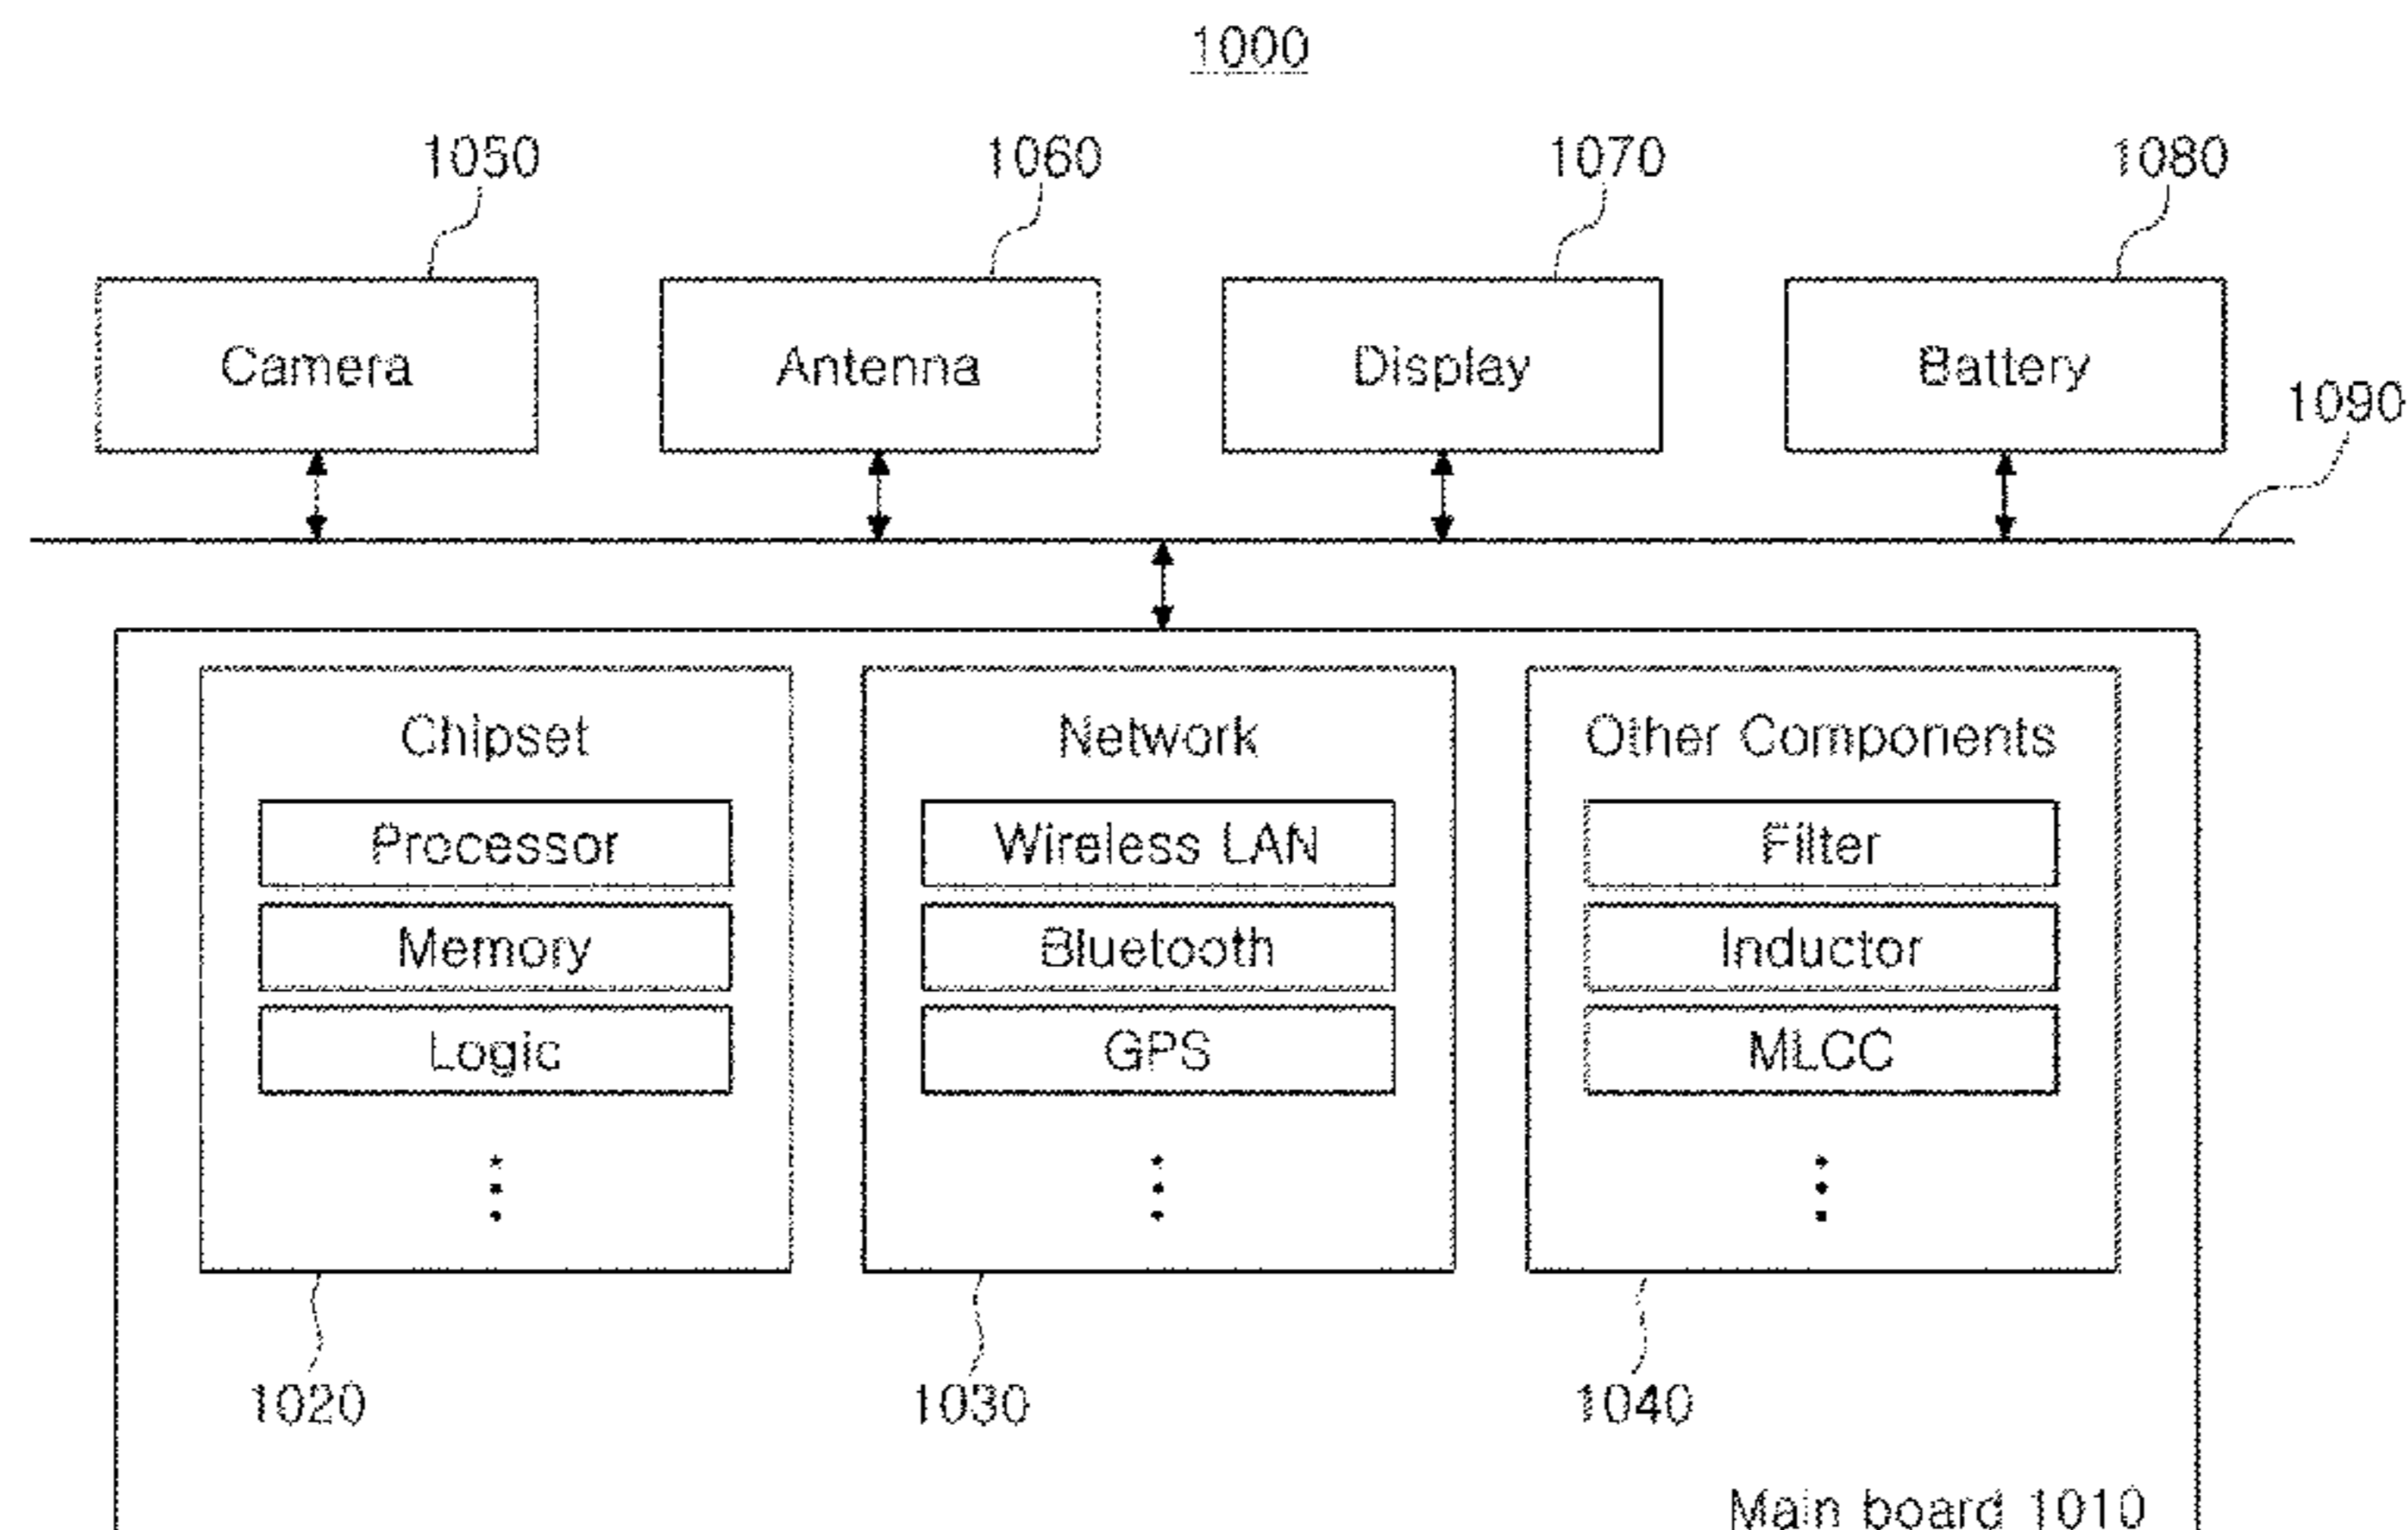 1000
1050 1060 1070 1080
Camera Antenna Display Battery
1090
Chipset Network Other Components
Processor Wireless LAN Filter
Memory Bluetooth Inductor
Logic GPS MLCC
1020 1030 1040
Main board 1010